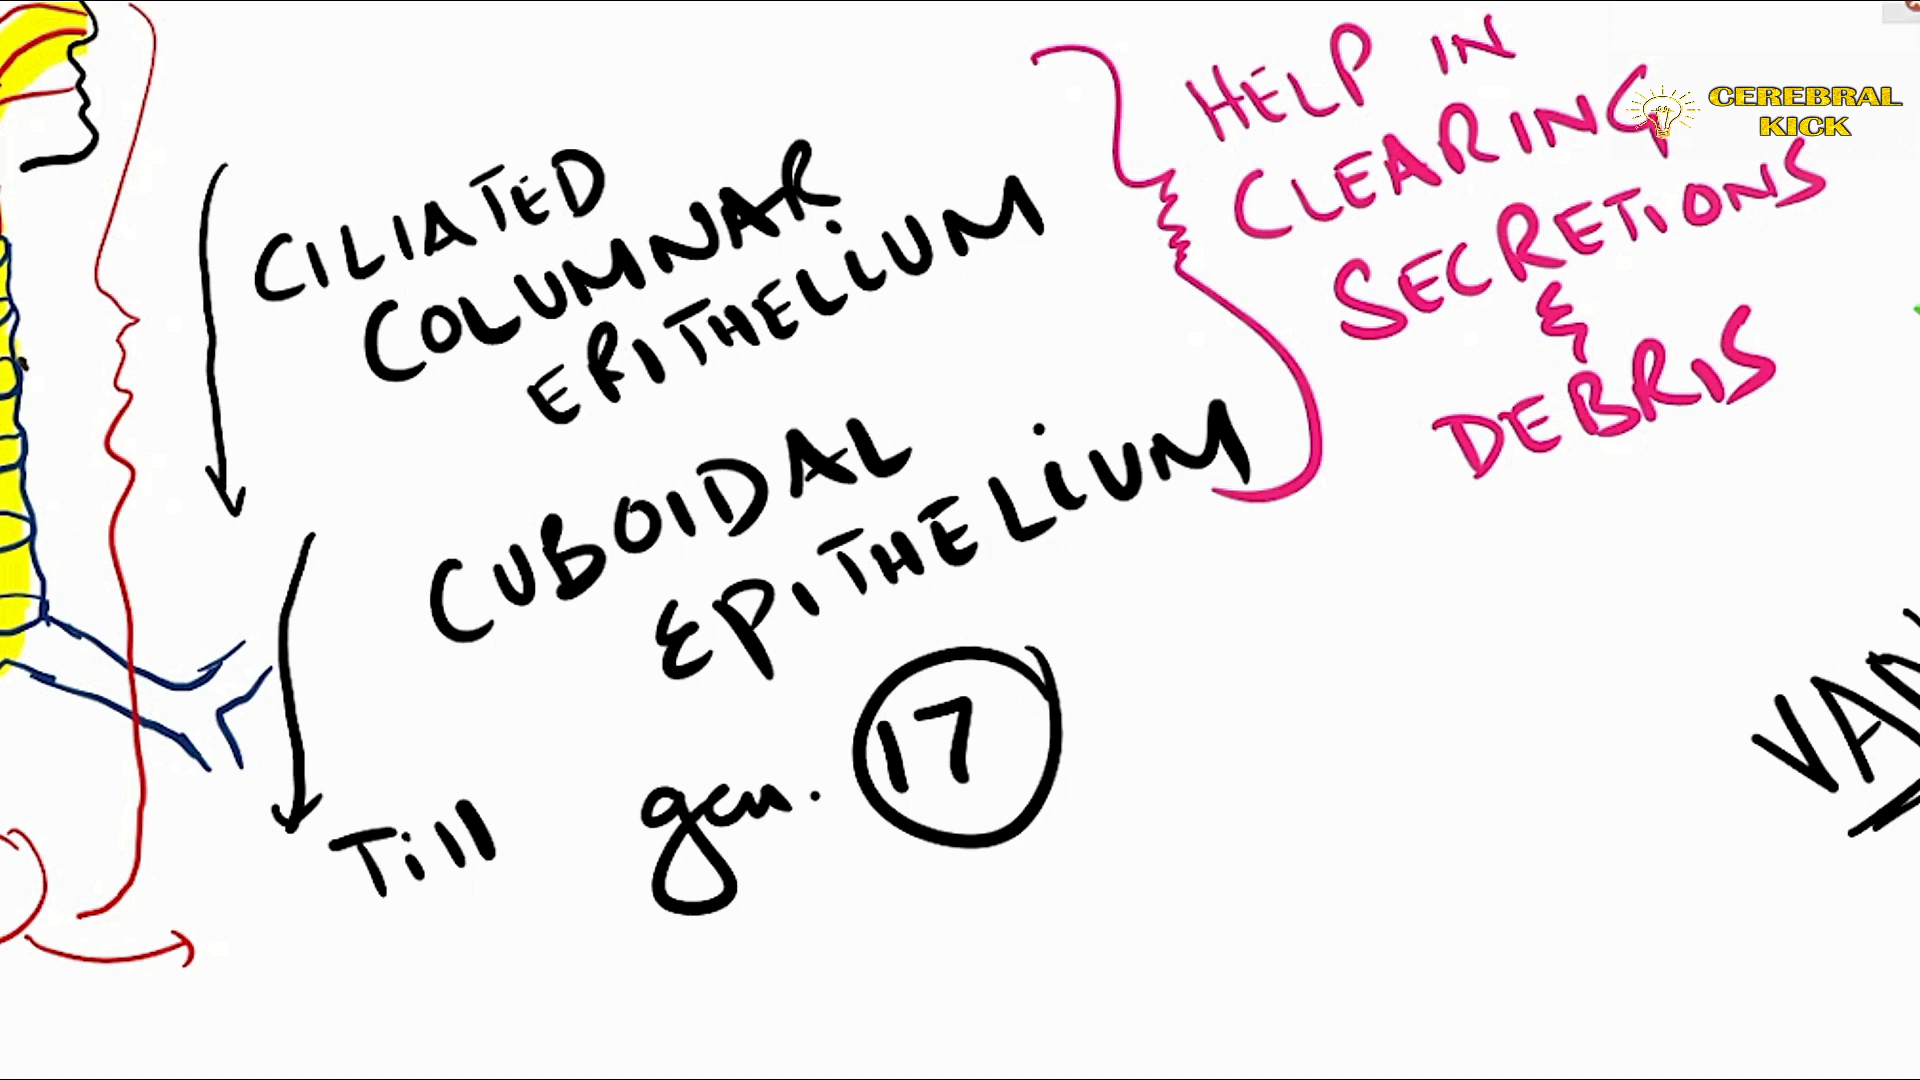 CILIATED
COLUMNAR
EPITHELIUM
CUBOIDAL
EPITHELIUM
Till gen. 17
HELP IN
CLEARING
SECRETIONS
&
DEBRIS
CEREBRAL
KICK